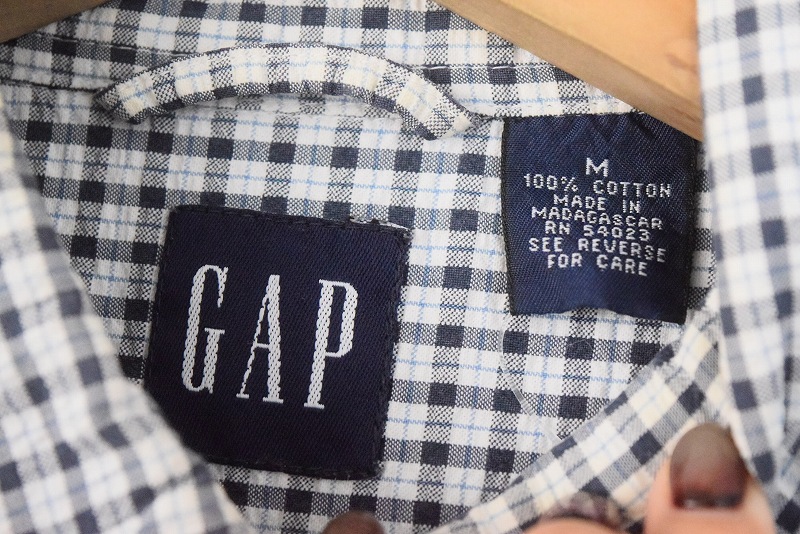 GAP
M
100% COTTON
MADE IN
MADAGASCAR
RN 54023
SEE REVERSE
FOR CARE